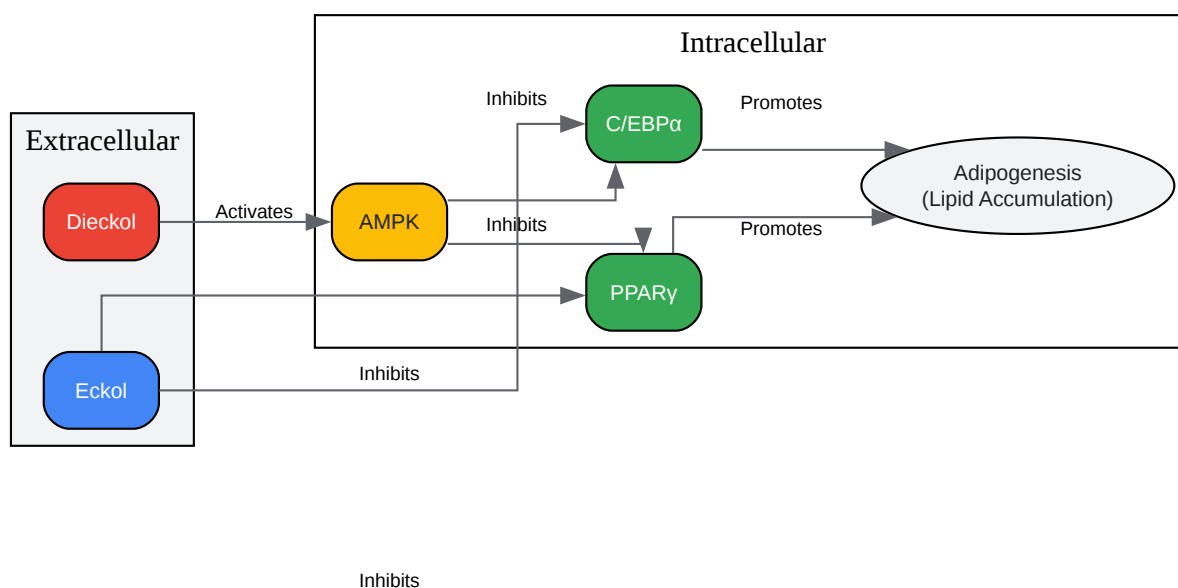 Intracellular
Extracellular
Inhibits
C/EBPα
Promotes
Adipogenesis
(Lipid Accumulation)
Dieckol
Activates
AMPK
Inhibits
Promotes
PPARγ
Eckol
Inhibits
Inhibits